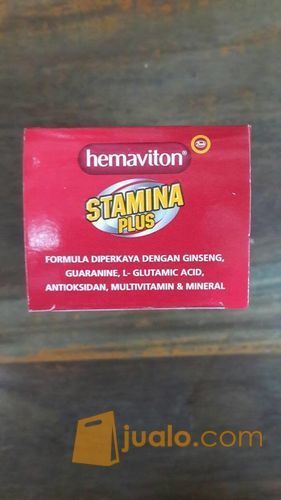 hemaviton®
STAMINA
PLUS
FORMULA DIPERKAYA DENGAN GINSENG,
GUARANINE, L- GLUTAMIC ACID,
ANTIOKSIDAN, MULTIVITAMIN & MINERAL
jualo.com